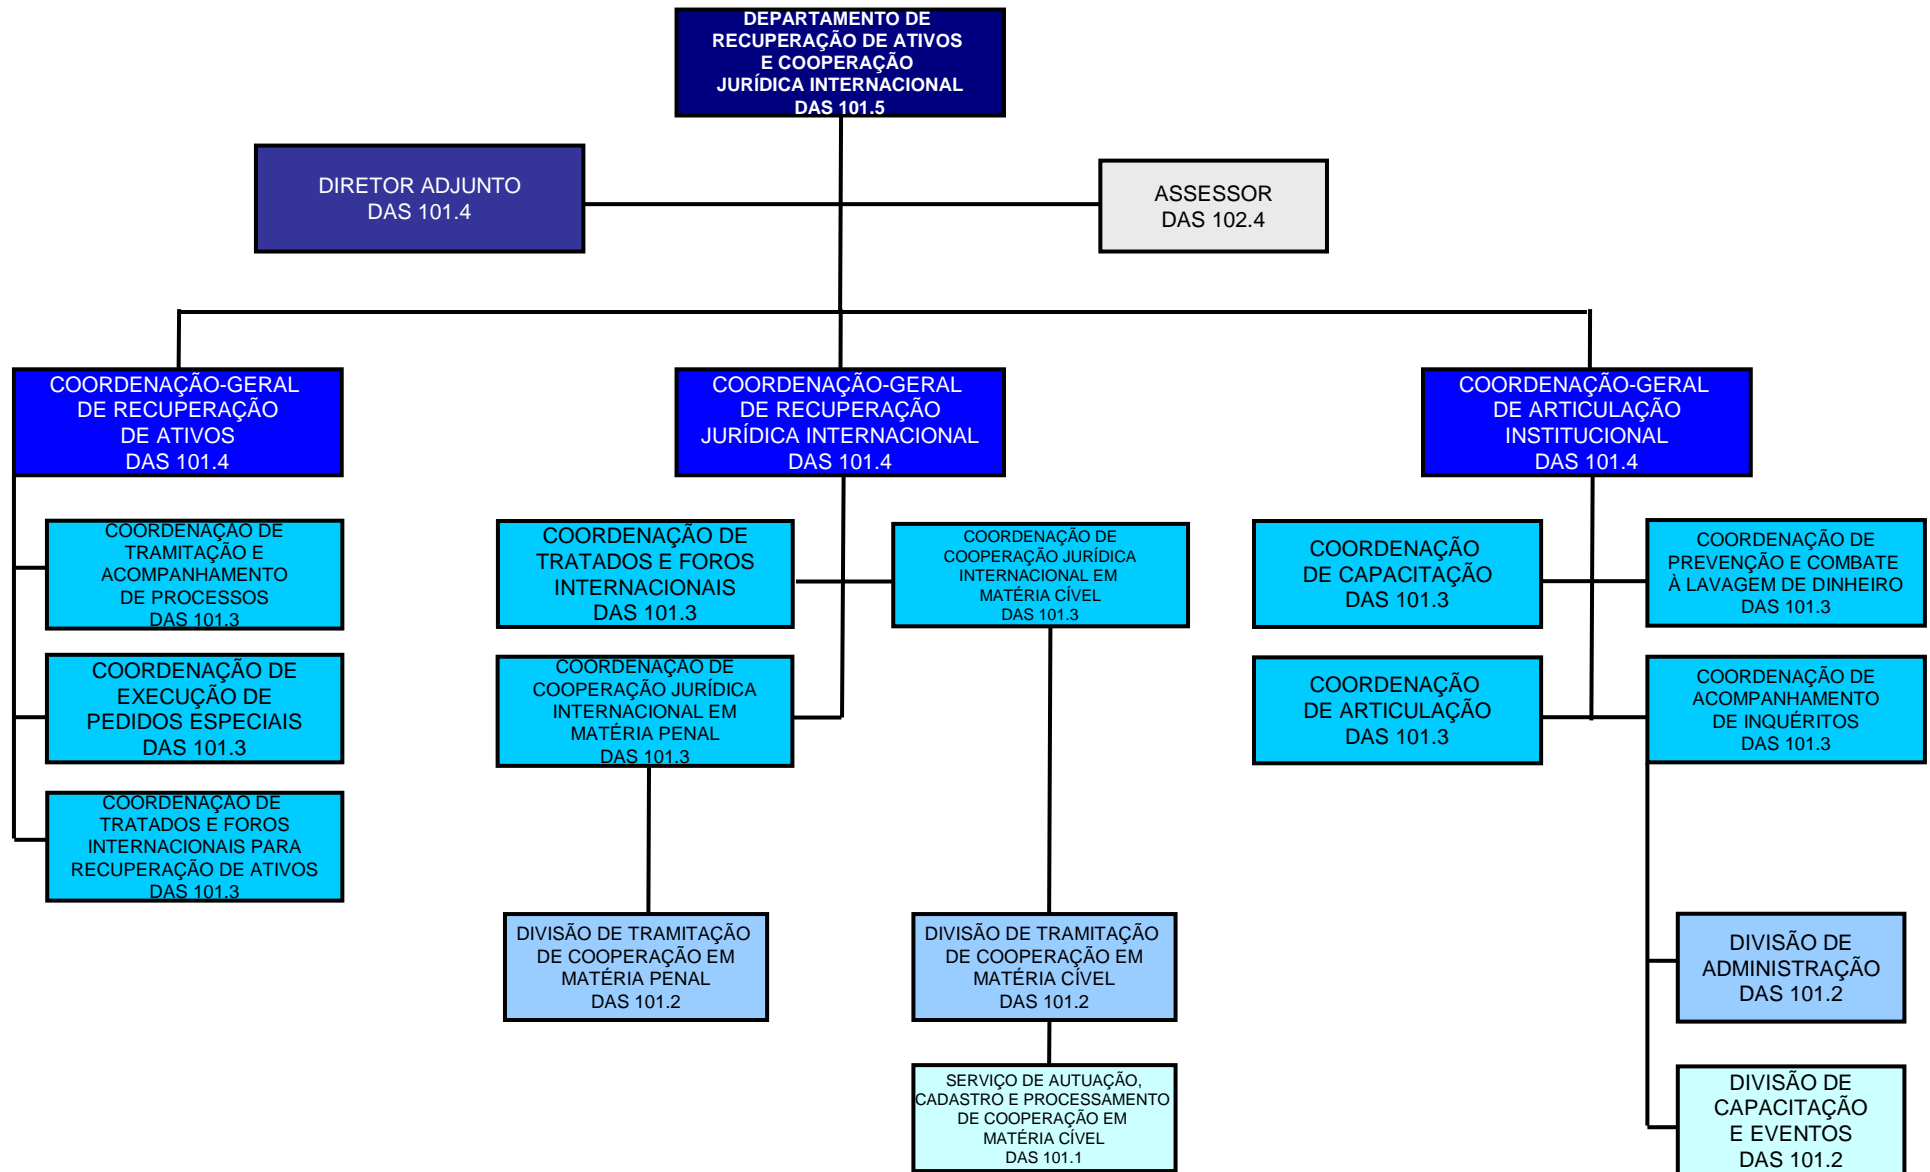 DEPARTAMENTO DE
RECUPERAÇÃO DE ATIVOS
E COOPERAÇÃO
JURÍDICA INTERNACIONAL
DAS 101.5
DIRETOR ADJUNTO
DAS 101.4
ASSESSOR
DAS 102.4
COORDENAÇÃO-GERAL
DE RECUPERAÇÃO
DE ATIVOS
DAS 101.4
COORDENAÇÃO-GERAL
DE RECUPERAÇÃO
JURÍDICA INTERNACIONAL
DAS 101.4
COORDENAÇÃO-GERAL
DE ARTICULAÇÃO
INSTITUCIONAL
DAS 101.4
COORDENAÇÃO DE
TRAMITAÇÃO E
ACOMPANHAMENTO
DE PROCESSOS
DAS 101.3
COORDENAÇÃO DE
TRATADOS E FOROS
INTERNACIONAIS
DAS 101.3
COORDENAÇÃO DE
COOPERAÇÃO JURÍDICA
INTERNACIONAL EM
MATÉRIA CÍVEL
DAS 101.3
COORDENAÇÃO
DE CAPACITAÇÃO
DAS 101.3
COORDENAÇÃO DE
PREVENÇÃO E COMBATE
À LAVAGEM DE DINHEIRO
DAS 101.3
COORDENAÇÃO DE
EXECUÇÃO DE
PEDIDOS ESPECIAIS
DAS 101.3
COORDENAÇÃO DE
COOPERAÇÃO JURÍDICA
INTERNACIONAL EM
MATÉRIA PENAL
DAS 101.3
COORDENAÇÃO
DE ARTICULAÇÃO
DAS 101.3
COORDENAÇÃO DE
ACOMPANHAMENTO
DE INQUÉRITOS
DAS 101.3
COORDENAÇÃO DE
TRATADOS E FOROS
INTERNACIONAIS PARA
RECUPERAÇÃO DE ATIVOS
DAS 101.3
DIVISÃO DE TRAMITAÇÃO
DE COOPERAÇÃO EM
MATÉRIA PENAL
DAS 101.2
DIVISÃO DE TRAMITAÇÃO
DE COOPERAÇÃO EM
MATÉRIA CÍVEL
DAS 101.2
DIVISÃO DE
ADMINISTRAÇÃO
DAS 101.2
SERVIÇO DE AUTUAÇÃO,
CADASTRO E PROCESSAMENTO
DE COOPERAÇÃO EM
MATÉRIA CÍVEL
DAS 101.1
DIVISÃO DE
CAPACITAÇÃO
E EVENTOS
DAS 101.2